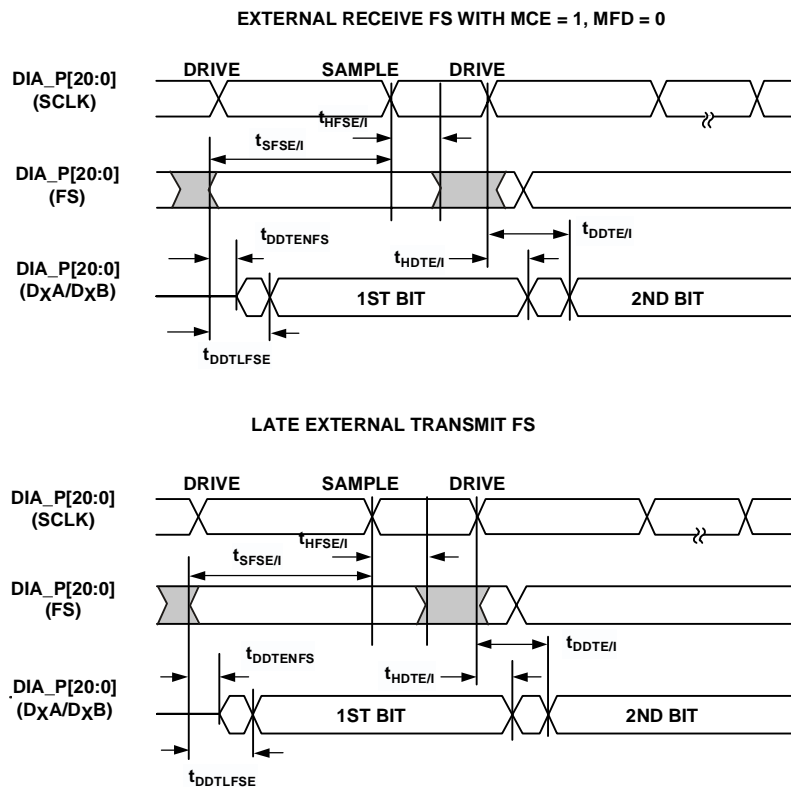 EXTERNAL RECEIVE FS WITH MCE = 1, MFD = 0
DRIVE SAMPLE DRIVE
DIA_P[20:0]
(SCLK)
tHFSE/I
tSFSE/I
DIA_P[20:0]
(FS)
tDDTENFS
tDDTE/I
tHDTE/I
DIA_P[20:0]
(DXA/DXB)
1ST BIT 2ND BIT
tDDTLFSE
LATE EXTERNAL TRANSMIT FS
DRIVE SAMPLE DRIVE
DIA_P[20:0]
(SCLK)
tHFSE/I
tSFSE/I
DIA_P[20:0]
(FS)
tDDTENFS
tDDTE/I
tHDTE/I
DIA_P[20:0]
(DXA/DXB)
1ST BIT 2ND BIT
tDDTLFSE